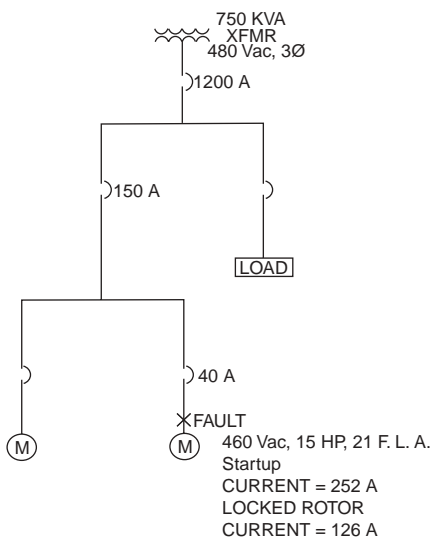 750 KVA
XFMR
480 Vac, 3Ø
1200 A
150 A
LOAD
40 A
FAULT
M
M
460 Vac, 15 HP, 21 F. L. A.
Startup
CURRENT = 252 A
LOCKED ROTOR
CURRENT = 126 A